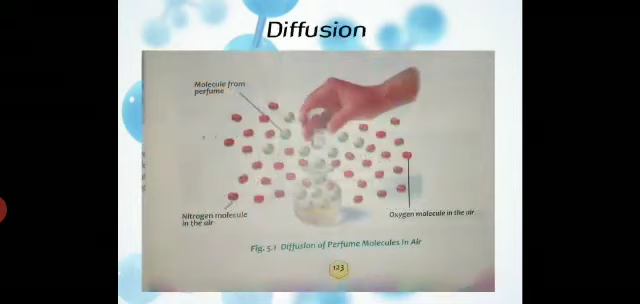 Diffusion
Molecule from
perfume
Nitrogen molecule
in the air
Oxygen molecule in the air
Fig. 5.1 Diffusion of Perfume Molecules in Air
123